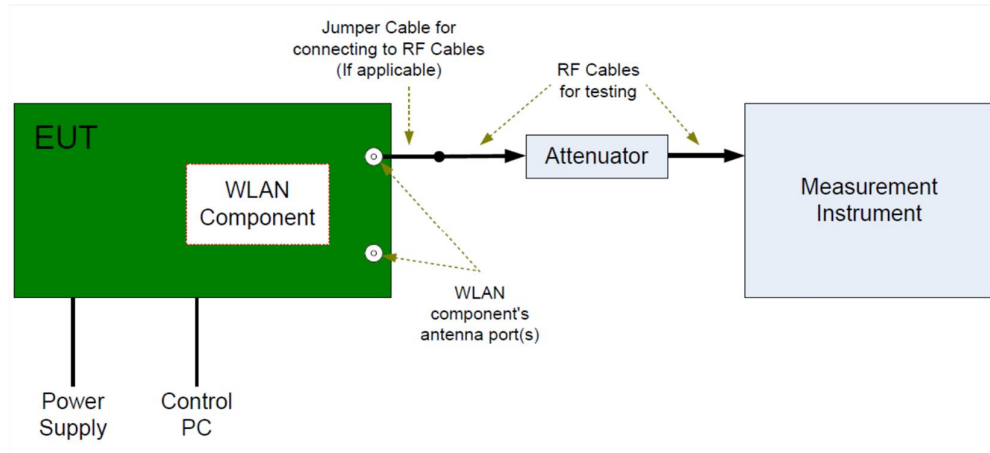 Jumper Cable for
connecting to RF Cables
(If applicable)
RF Cables
for testing
EUT
WLAN
Component
Attenuator
Measurement
Instrument
WLAN
component's
antenna port(s)
Power
Supply
Control
PC